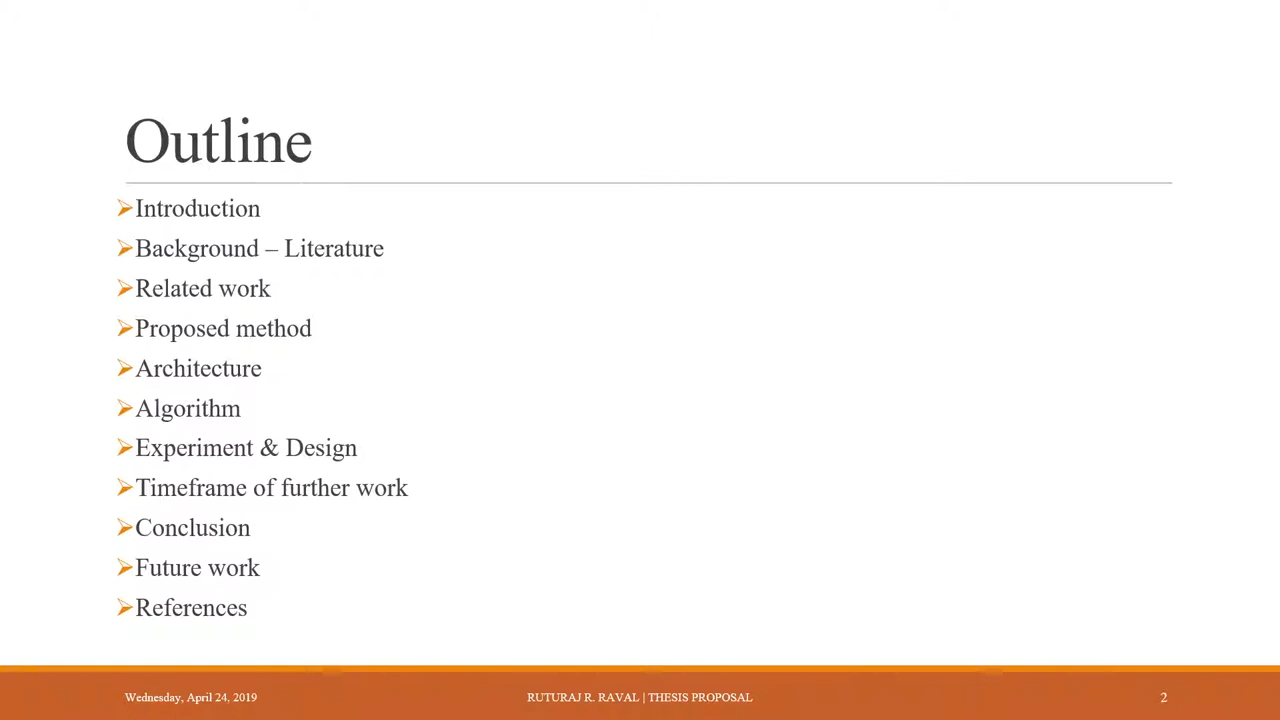 Outline
Introduction
Background – Literature
Related work
Proposed method
Architecture
Algorithm
Experiment & Design
Timeframe of further work
Conclusion
Future work
References
Wednesday, April 24, 2019
RUTURAJ R. RAVAL | THESIS PROPOSAL
2